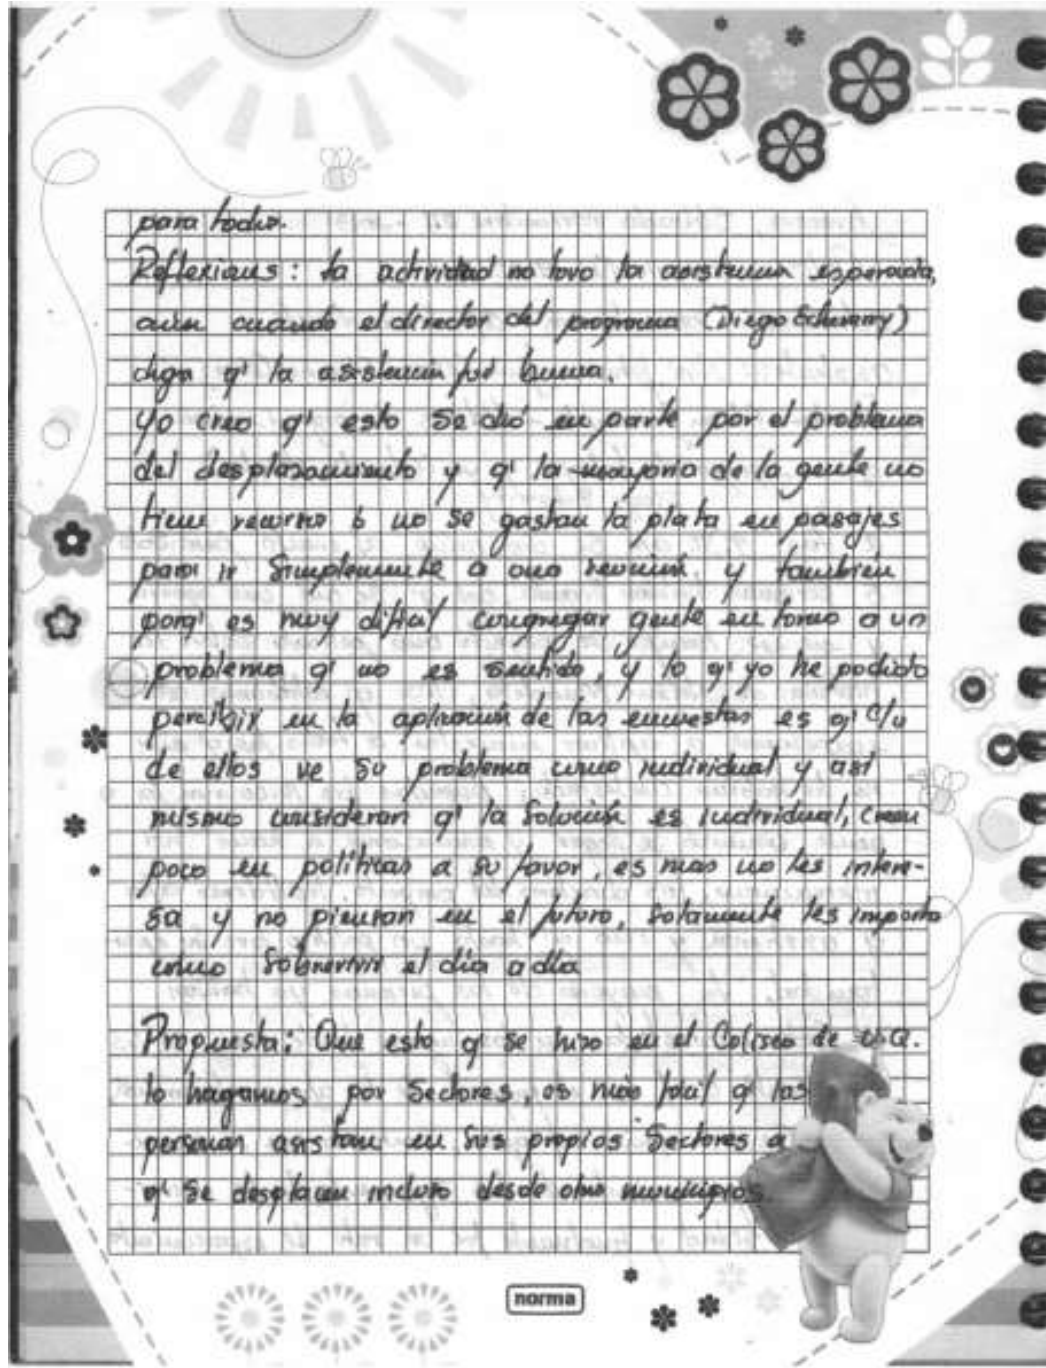 para todos.
Reflexiones: la actividad no tovo la asistencia esperada,
aún cuando el director del programa (Diego Echeverry)
diga q' la asistencia fué buena.
Yo creo q' esto se dió en parte por el problema
del desplazamiento y q' la mayoria de la gente no
tiene recursos ó no se gastan la plata en pasajes
para ir simplemente a una reunión. y también
porq' es muy difícil congregar gente en torno a un
problema q' no es sentido, y lo q' yo he podido
percibir en la aplicación de las encuestas es q' c/u
de ellos ve su problema como individual y asi
mismo consideran q' la solución es individual, creen
poco en políticas a su favor, es mas no les intere-
sa y no piensan en el futuro, solamente les importa
como sobrevivir el día a día
Propuesta: Que esto q' se hizo en el Coliseo de
lo hagamos por sectores, es más fácil q' las
personas asistan en sus propios sectores a
q' se desplacen incluso desde otros municipios.
norma